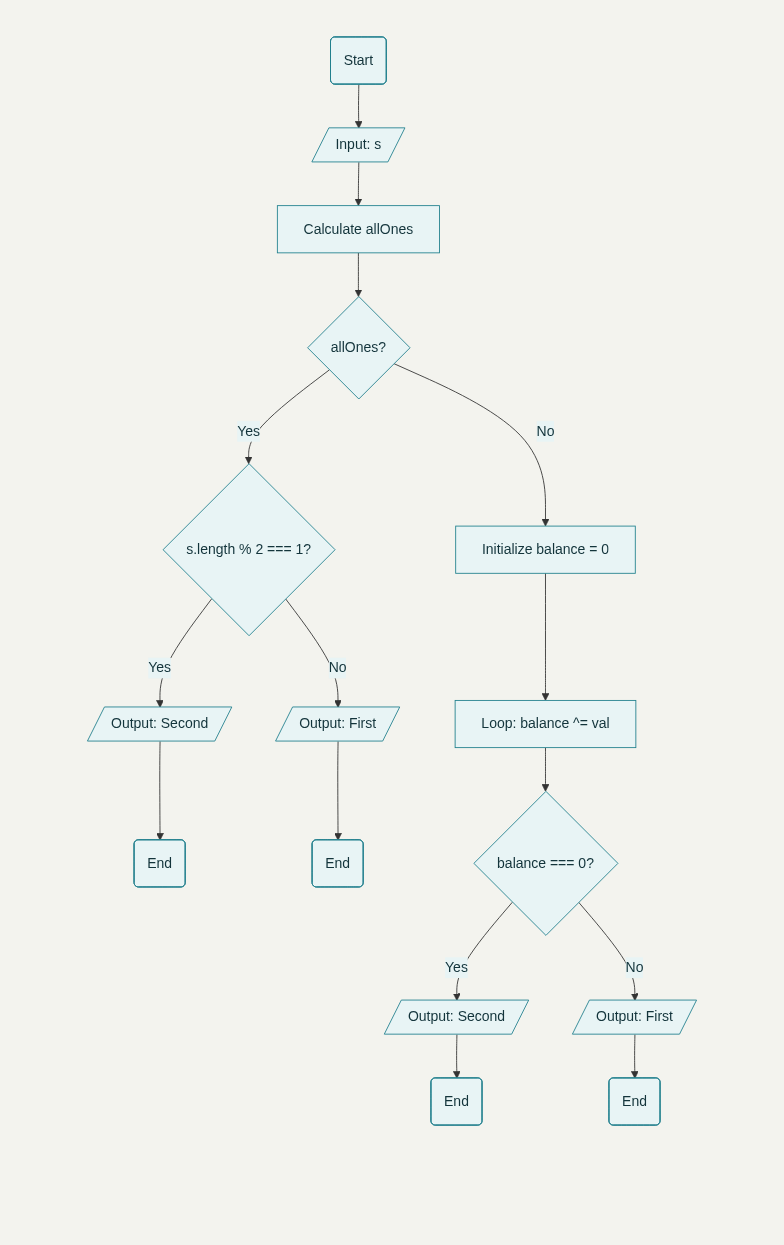 Start
Input: s
Calculate allOnes
allOnes?
Yes
No
s.length % 2 === 1?
Initialize balance = 0
Yes
No
Output: Second
Output: First
Loop: balance ^= val
End
End
balance === 0?
Yes
No
Output: Second
Output: First
End
End